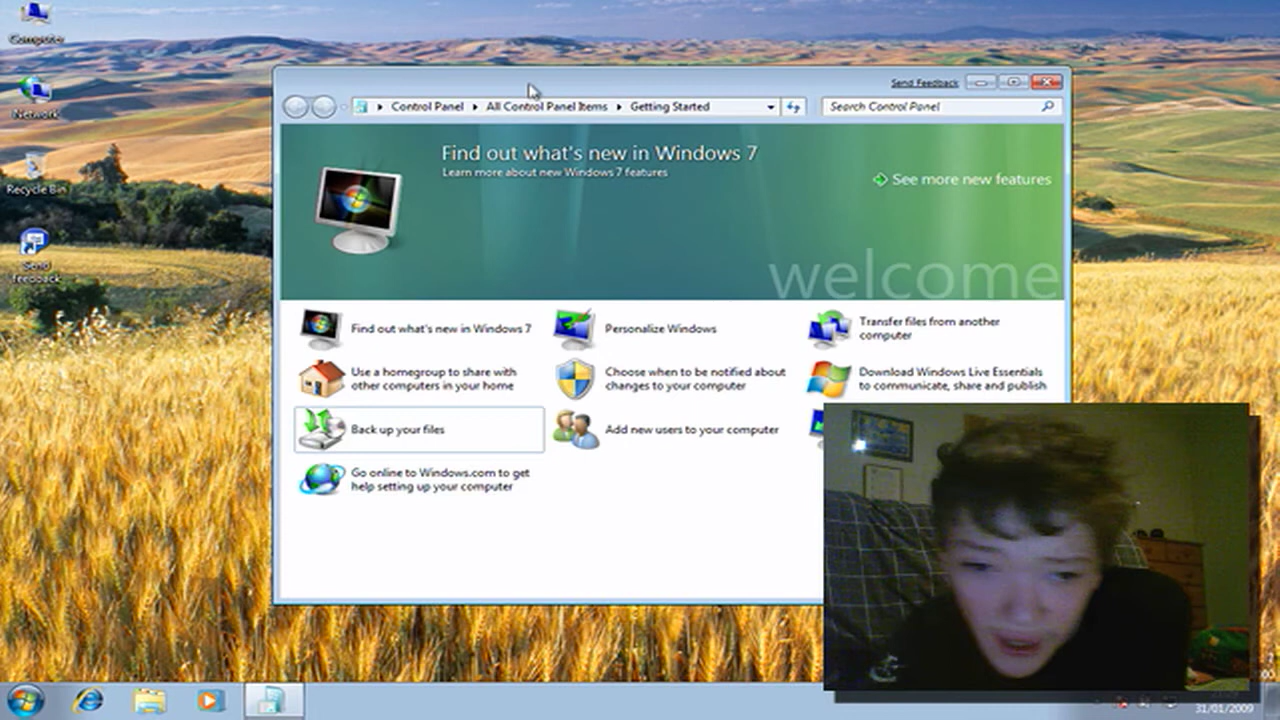 Computer
Network
Recycle Bin
Send
feedback
Send Feedback
Control Panel
All Control Panel Items
Getting Started
Search Control Panel
Find out what's new in Windows 7
Learn more about new Windows 7 features
See more new features
welcome
Find out what's new in Windows 7
Personalize Windows
Transfer files from another
computer
Use a homegroup to share with
other computers in your home
Choose when to be notified about
changes to your computer
Download Windows Live Essentials
to communicate, share and publish
Back up your files
Add new users to your computer
Go online to Windows.com to get
help setting up your computer
31/01/2009